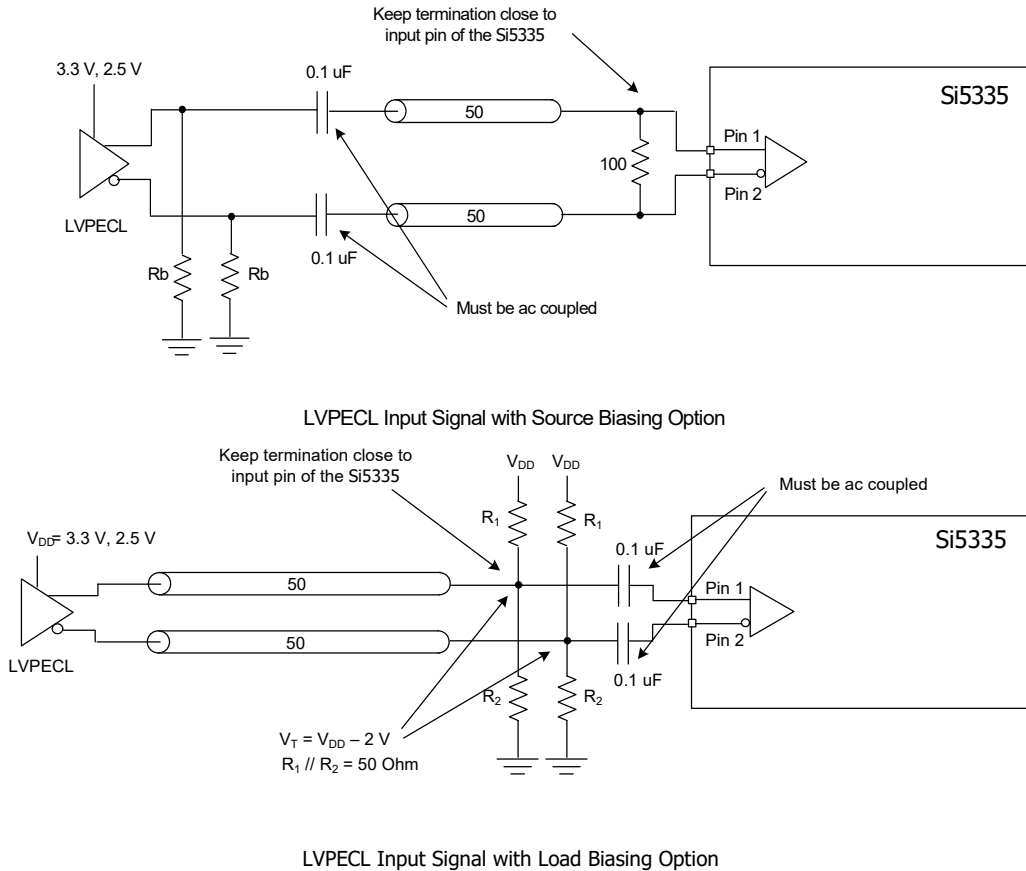 Keep termination close to
input pin of the Si5335
3.3 V, 2.5 V
0.1 uF
50
Si5335
Pin 1
100
Pin 2
50
LVPECL
0.1 uF
Rb
Rb
Must be ac coupled
LVPECL Input Signal with Source Biasing Option
Keep termination close to
input pin of the Si5335
VDD
VDD
Must be ac coupled
R1
R1
VDD= 3.3 V, 2.5 V
0.1 uF
Si5335
50
Pin 1
50
Pin 2
LVPECL
0.1 uF
R2
R2
VT = VDD – 2 V
R1 // R2 = 50 Ohm
LVPECL Input Signal with Load Biasing Option